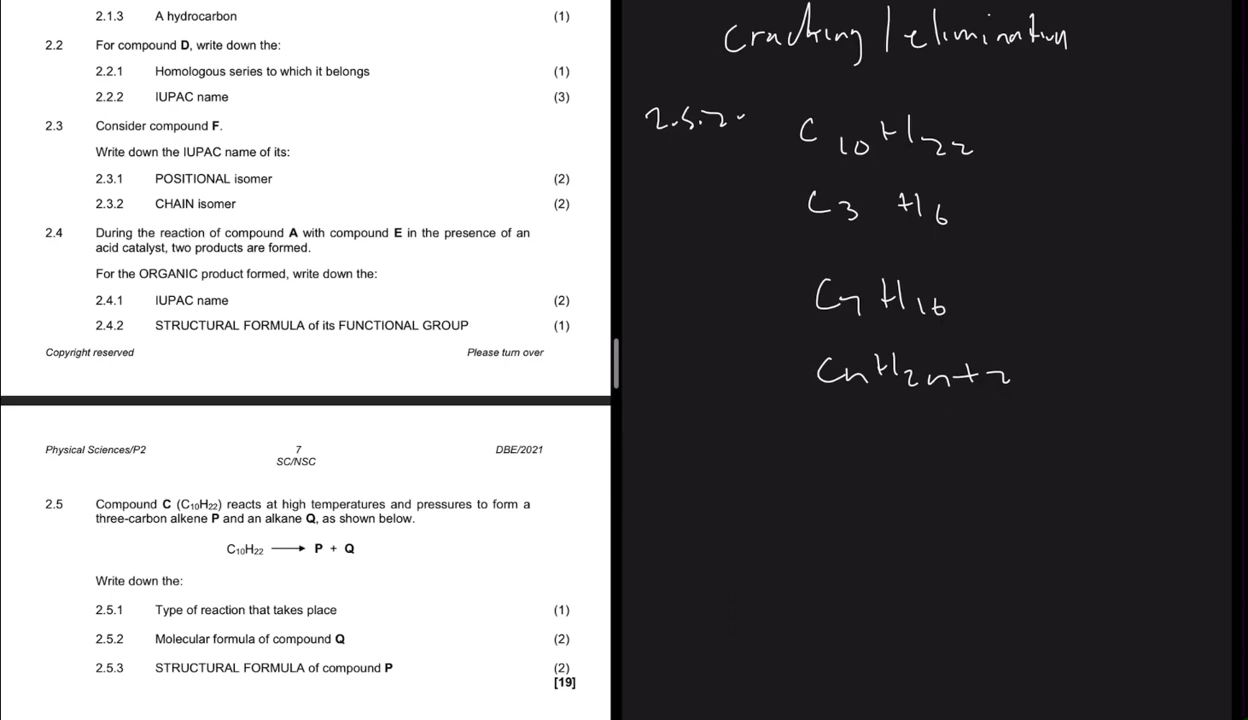 2.1.3 A hydrocarbon (1)
2.2 For compound D, write down the:
2.2.1 Homologous series to which it belongs (1)
2.2.2 IUPAC name (3)
2.3 Consider compound F.
Write down the IUPAC name of its:
2.3.1 POSITIONAL isomer (2)
2.3.2 CHAIN isomer (2)
2.4 During the reaction of compound A with compound E in the presence of an
acid catalyst, two products are formed.
For the ORGANIC product formed, write down the:
2.4.1 IUPAC name (2)
2.4.2 STRUCTURAL FORMULA of its FUNCTIONAL GROUP (1)
Copyright reserved Please turn over
Physical Sciences/P2 7 DBE/2021
SC/NSC
2.5 Compound C (C₁₀H₂₂) reacts at high temperatures and pressures to form a
three-carbon alkene P and an alkane Q, as shown below.
C₁₀H₂₂ ⟶ P + Q
Write down the:
2.5.1 Type of reaction that takes place (1)
2.5.2 Molecular formula of compound Q (2)
2.5.3 STRUCTURAL FORMULA of compound P (2)
[19]
Cracking / elimination
2.5.2. C₁₀H₂₂
C₃ H₆
C₇H₁₆
CnH2n+2